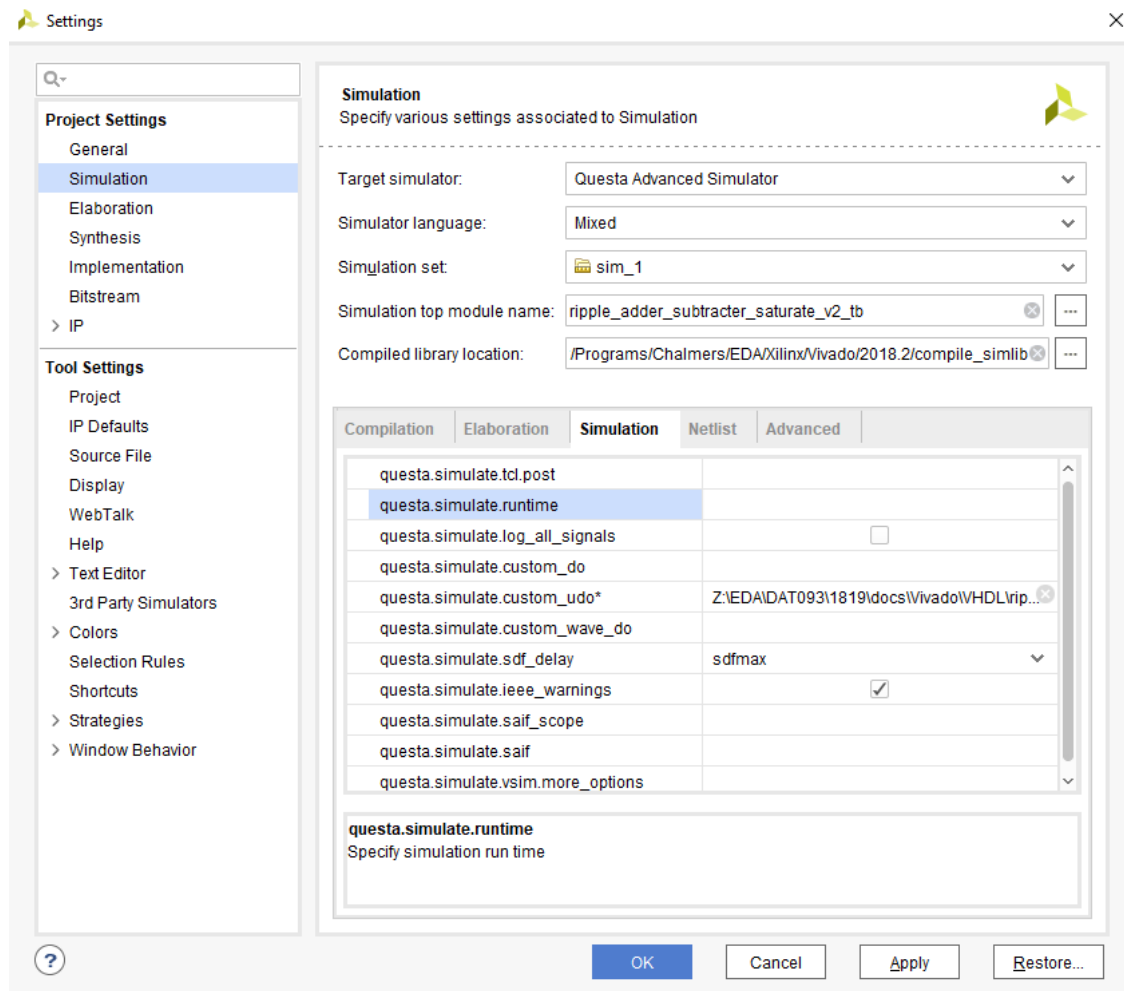 Settings
Project Settings
General
Simulation
Elaboration
Synthesis
Implementation
Bitstream
IP
Tool Settings
Project
IP Defaults
Source File
Display
WebTalk
Help
Text Editor
3rd Party Simulators
Colors
Selection Rules
Shortcuts
Strategies
Window Behavior
Simulation
Specify various settings associated to Simulation
Target simulator: Questa Advanced Simulator
Simulator language: Mixed
Simulation set: sim_1
Simulation top module name: ripple_adder_subtracter_saturate_v2_tb ...
Compiled library location: /Programs/Chalmers/EDA/Xilinx/Vivado/2018.2/compile_simlib ...
Compilation Elaboration Simulation Netlist Advanced
questa.simulate.tcl.post
questa.simulate.runtime
questa.simulate.log_all_signals
questa.simulate.custom_do
questa.simulate.custom_udo* Z:\EDA\DAT093\1819\docs\Vivado\VHDL\rip...
questa.simulate.custom_wave_do
questa.simulate.sdf_delay sdfmax
questa.simulate.ieee_warnings
questa.simulate.saif_scope
questa.simulate.saif
questa.simulate.vsim.more_options
questa.simulate.runtime
Specify simulation run time
? OK Cancel Apply Restore...